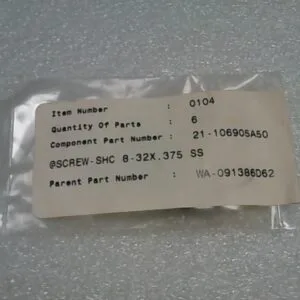 Item Number : 0104
Quantity Of Parts : 6
Component Part Number : 21-106905A50
@SCREW-SHC 8-32X.375 SS
Parent Part Number : WA-091386D62